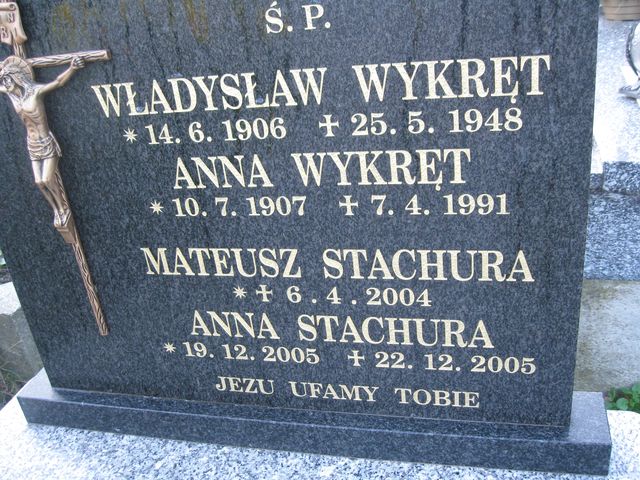 Ś. P.
WŁADYSŁAW WYKRĘT
* 14. 6. 1906 ✝ 25. 5. 1948
ANNA WYKRĘT
* 10. 7. 1907 ✝ 7. 4. 1991
MATEUSZ STACHURA
* ✝ 6 . 4 . 2004
ANNA STACHURA
* 19. 12. 2005 ✝ 22. 12. 2005
JEZU UFAMY TOBIE